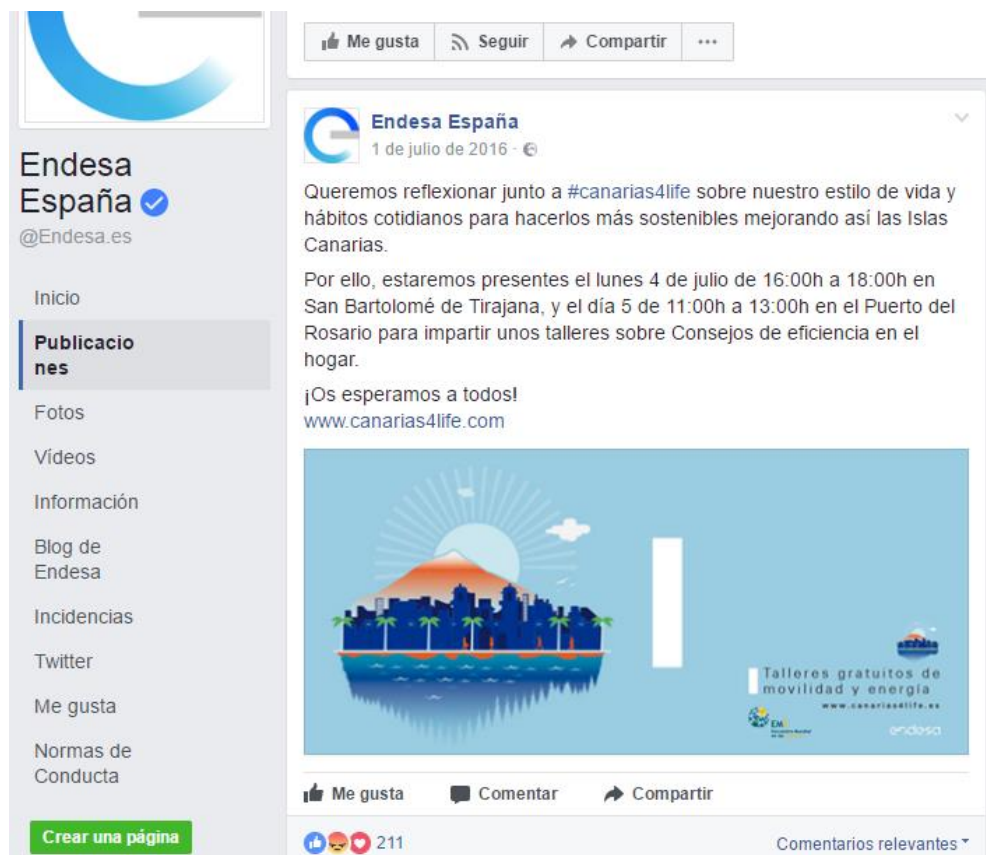 Me gusta Seguir Compartir ...
Endesa
España
@Endesa.es
Inicio
Publicacio
nes
Fotos
Vídeos
Información
Blog de
Endesa
Incidencias
Twitter
Me gusta
Normas de
Conducta
Crear una página
Endesa España
1 de julio de 2016 ·
Queremos reflexionar junto a #canarias4life sobre nuestro estilo de vida y
hábitos cotidianos para hacerlos más sostenibles mejorando así las Islas
Canarias.
Por ello, estaremos presentes el lunes 4 de julio de 16:00h a 18:00h en
San Bartolomé de Tirajana, y el día 5 de 11:00h a 13:00h en el Puerto del
Rosario para impartir unos talleres sobre Consejos de eficiencia en el
hogar.
¡Os esperamos a todos!
www.canarias4life.com
Talleres gratuitos de
movilidad y energía
www.canarias4life.es
endesa
Me gusta Comentar Compartir
211 Comentarios relevantes